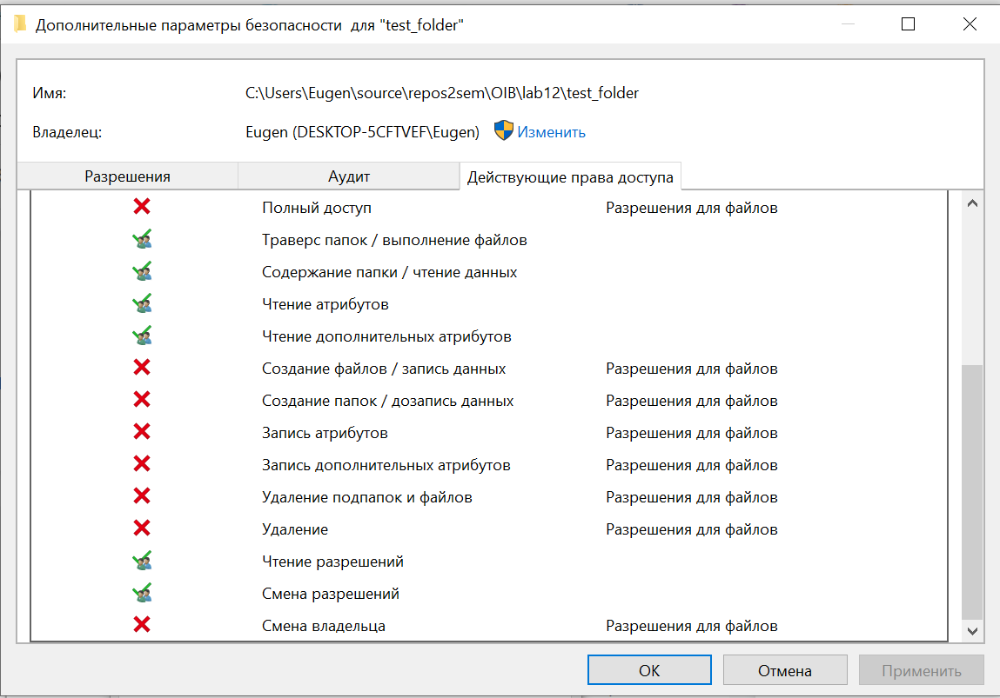 Дополнительные параметры безопасности для "test_folder"
Имя: C:\Users\Eugen\source\repos2sem\OIB\lab12\test_folder
Владелец: Eugen (DESKTOP-5CFTVEF\Eugen) Изменить
Разрешения Аудит Действующие права доступа
Полный доступ Разрешения для файлов
Траверс папок / выполнение файлов
Содержание папки / чтение данных
Чтение атрибутов
Чтение дополнительных атрибутов
Создание файлов / запись данных Разрешения для файлов
Создание папок / дозапись данных Разрешения для файлов
Запись атрибутов Разрешения для файлов
Запись дополнительных атрибутов Разрешения для файлов
Удаление подпапок и файлов Разрешения для файлов
Удаление Разрешения для файлов
Чтение разрешений
Смена разрешений
Смена владельца Разрешения для файлов
ОК Отмена Применить